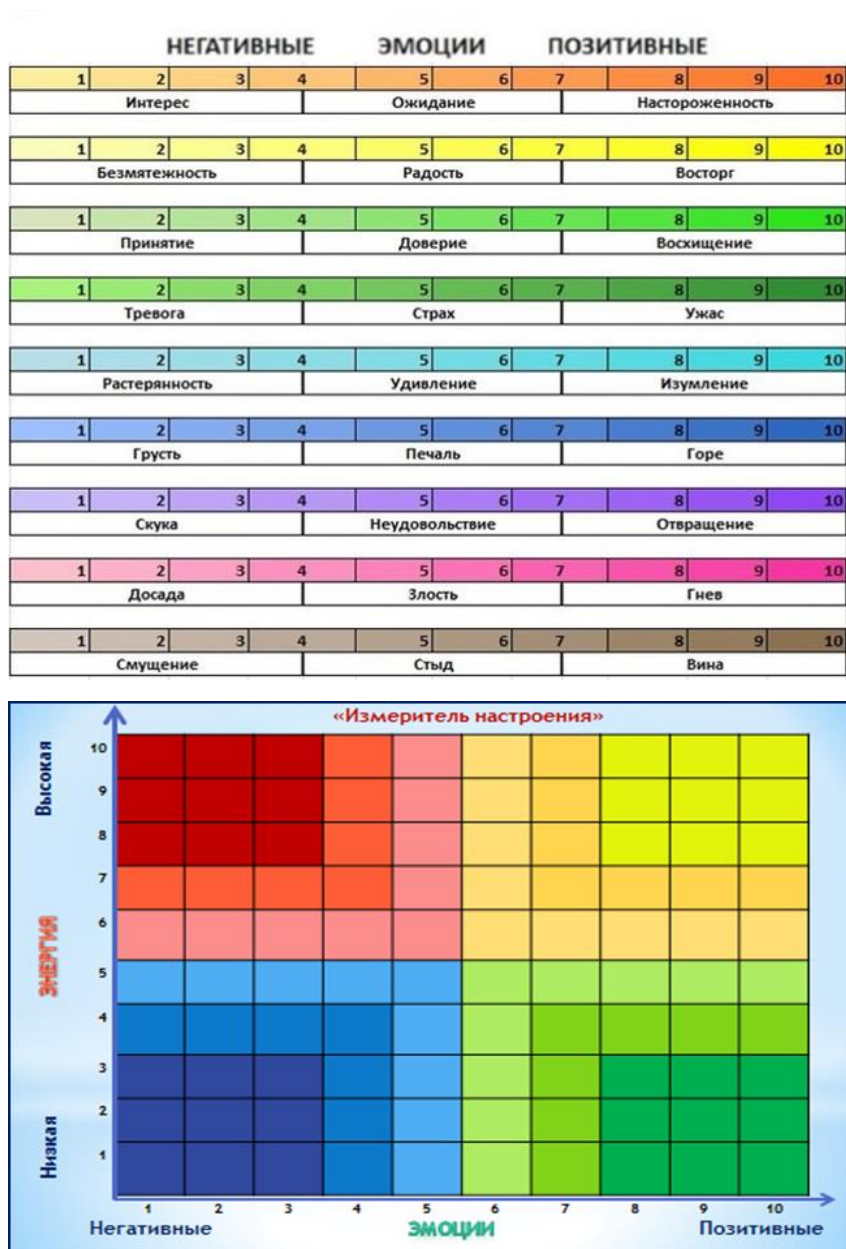 НЕГАТИВНЫЕ ЭМОЦИИ ПОЗИТИВНЫЕ
1 2 3 4 5 6 7 8 9 10
Интерес Ожидание Настороженность
1 2 3 4 5 6 7 8 9 10
Безмятежность Радость Восторг
1 2 3 4 5 6 7 8 9 10
Принятие Доверие Восхищение
1 2 3 4 5 6 7 8 9 10
Тревога Страх Ужас
1 2 3 4 5 6 7 8 9 10
Растерянность Удивление Изумление
1 2 3 4 5 6 7 8 9 10
Грусть Печаль Горе
1 2 3 4 5 6 7 8 9 10
Скука Неудовольствие Отвращение
1 2 3 4 5 6 7 8 9 10
Досада Злость Гнев
1 2 3 4 5 6 7 8 9 10
Смущение Стыд Вина
«Измеритель настроения»
Высокая
ЭНЕРГИЯ
Низкая
10
9
8
7
6
5
4
3
2
1
1 2 3 4 5 6 7 8 9 10
Негативные ЭМОЦИИ Позитивные